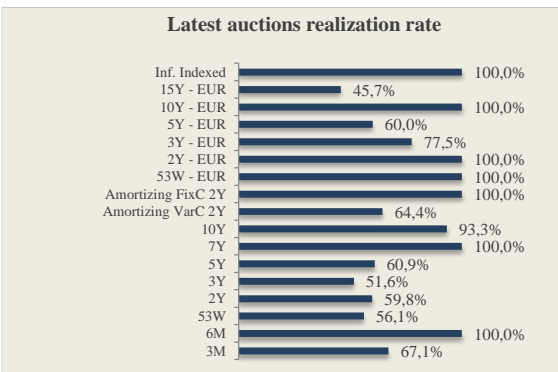 Latest auctions realization rate
Inf. Indexed 100,0%
15Y - EUR 45,7%
10Y - EUR 100,0%
5Y - EUR 60,0%
3Y - EUR 77,5%
2Y - EUR 100,0%
53W - EUR 100,0%
Amortizing FixC 2Y 100,0%
Amortizing VarC 2Y 64,4%
10Y 93,3%
7Y 100,0%
5Y 60,9%
3Y 51,6%
2Y 59,8%
53W 56,1%
6M 100,0%
3M 67,1%